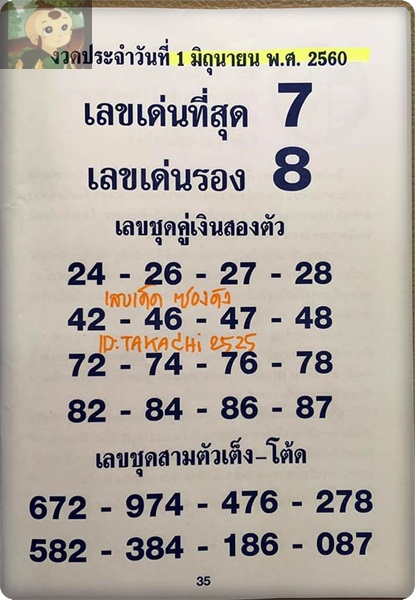 งวดประจำวันที่ 1 มิถุนายน พ.ศ. 2560
เลขเด่นที่สุด 7
เลขเด่นรอง 8
เลขชุดคู่เงินสองตัว
24 - 26 - 27 - 28
เลขเด็ด ซองดัง
42 - 46 - 47 - 48
ID:TAKACHI 2525
72 - 74 - 76 - 78
82 - 84 - 86 - 87
เลขชุดสามตัวเต็ง-โต้ด
672 - 974 - 476 - 278
582 - 384 - 186 - 087
35